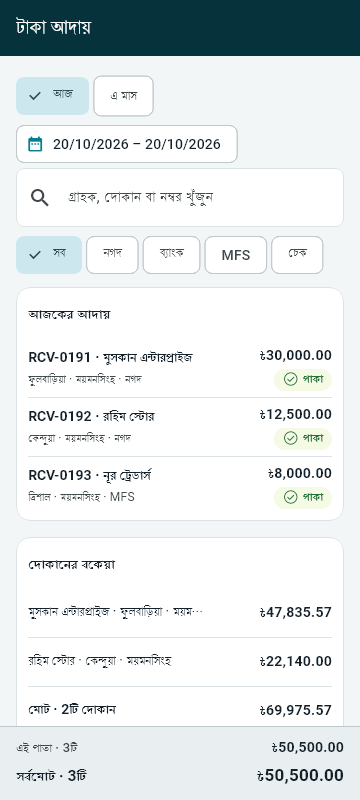 টাকা আদায়
আজ
এ মাস
20/10/2026 – 20/10/2026
গ্রাহক, দোকান বা নম্বর খুঁজুন
সব
নগদ
ব্যাংক
MFS
চেক
আজকের আদায়
RCV-0191 · মুসকান এন্টারপ্রাইজ
৳30,000.00
ফুলবাড়িয়া · ময়মনসিংহ · নগদ
পাকা
RCV-0192 · রহিম স্টোর
৳12,500.00
কেন্দুয়া · ময়মনসিংহ · নগদ
পাকা
RCV-0193 · নূর ট্রেডার্স
৳8,000.00
ত্রিশাল · ময়মনসিংহ · MFS
পাকা
দোকানের বকেয়া
মুসকান এন্টারপ্রাইজ · ফুলবাড়িয়া · ময়ম…
৳47,835.57
রহিম স্টোর · কেন্দুয়া · ময়মনসিংহ
৳22,140.00
মোট · 2টি দোকান
৳69,975.57
এই পাতা · 3টি
৳50,500.00
সর্বমোট · 3টি
৳50,500.00